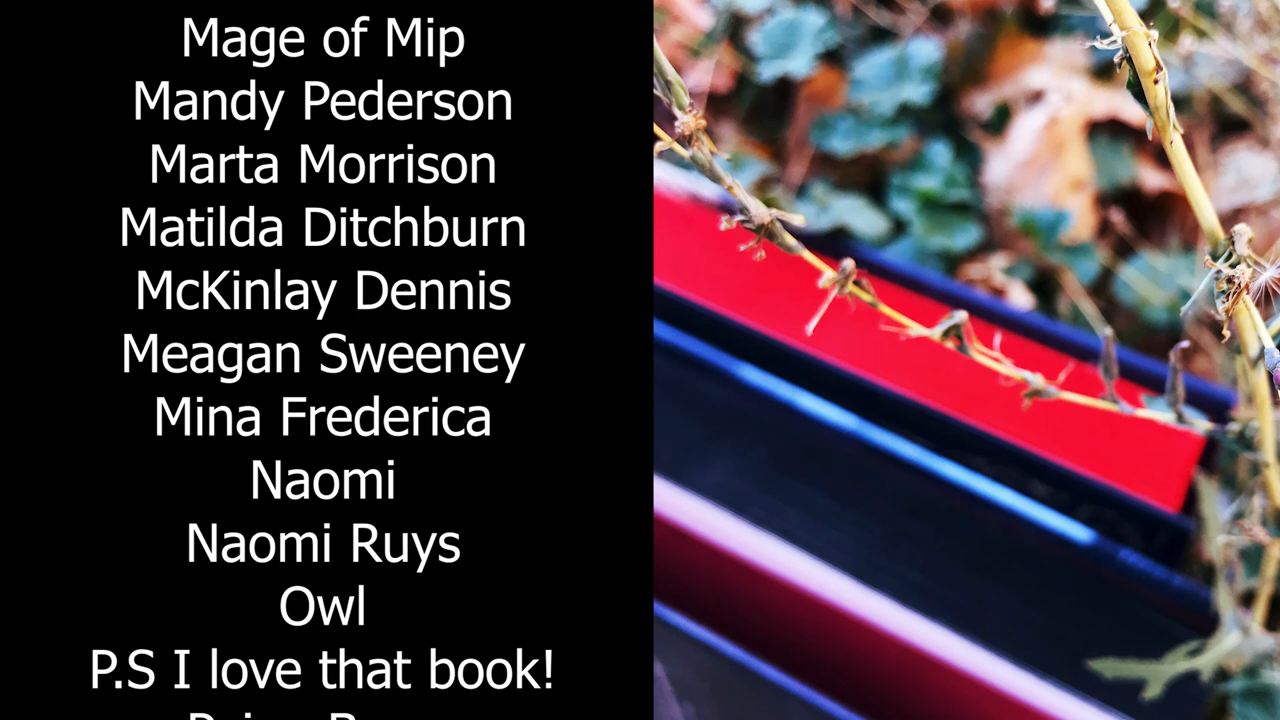 Mage of Mip
Mandy Pederson
Marta Morrison
Matilda Ditchburn
McKinlay Dennis
Meagan Sweeney
Mina Frederica
Naomi
Naomi Ruys
Owl
P.S I love that book!